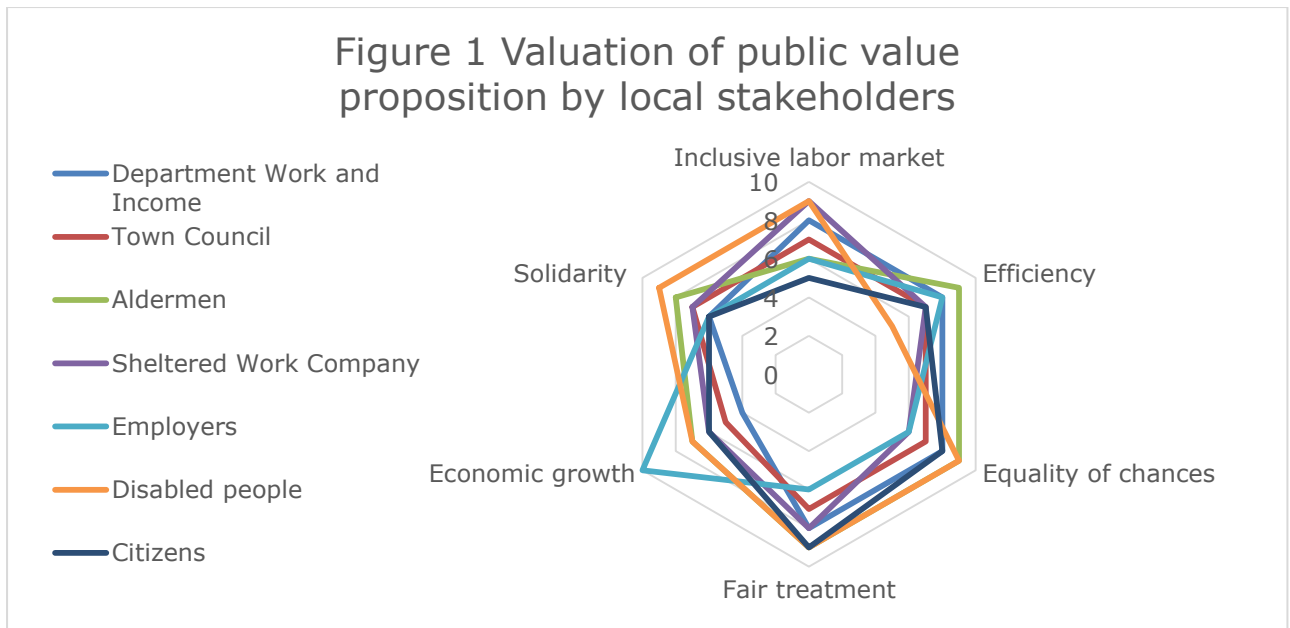 Figure 1 Valuation of public value
proposition by local stakeholders
Department Work and
Income
Town Council
Aldermen
Sheltered Work Company
Employers
Disabled people
Citizens
Inclusive labor market
Efficiency
Equality of chances
Fair treatment
Economic growth
Solidarity
10
8
6
4
2
0